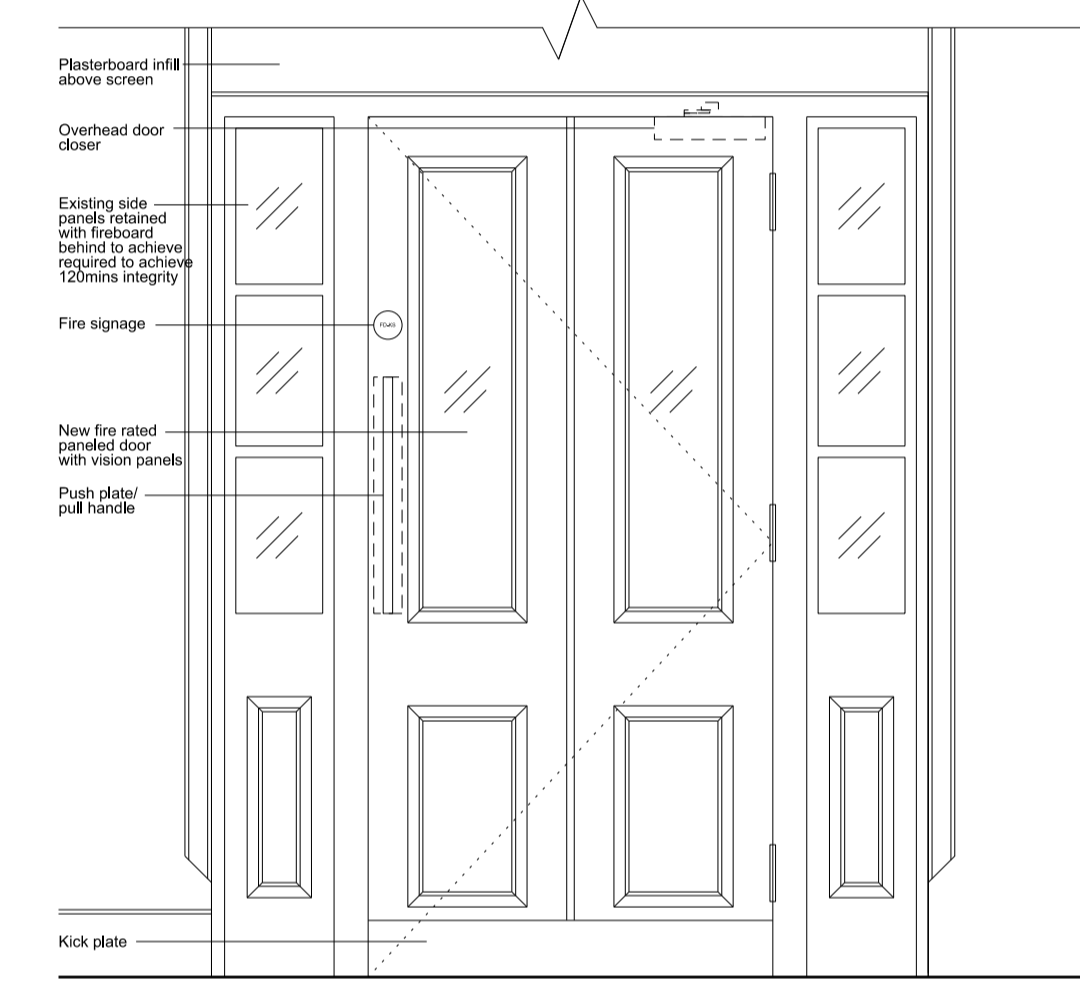 Plasterboard infill
above screen
Overhead door
closer
Existing side
panels retained
with fireboard
behind to achieve
required to achieve
120mins integrity
Fire signage
New fire rated
paneled door
with vision panels
Push plate/
pull handle
Kick plate